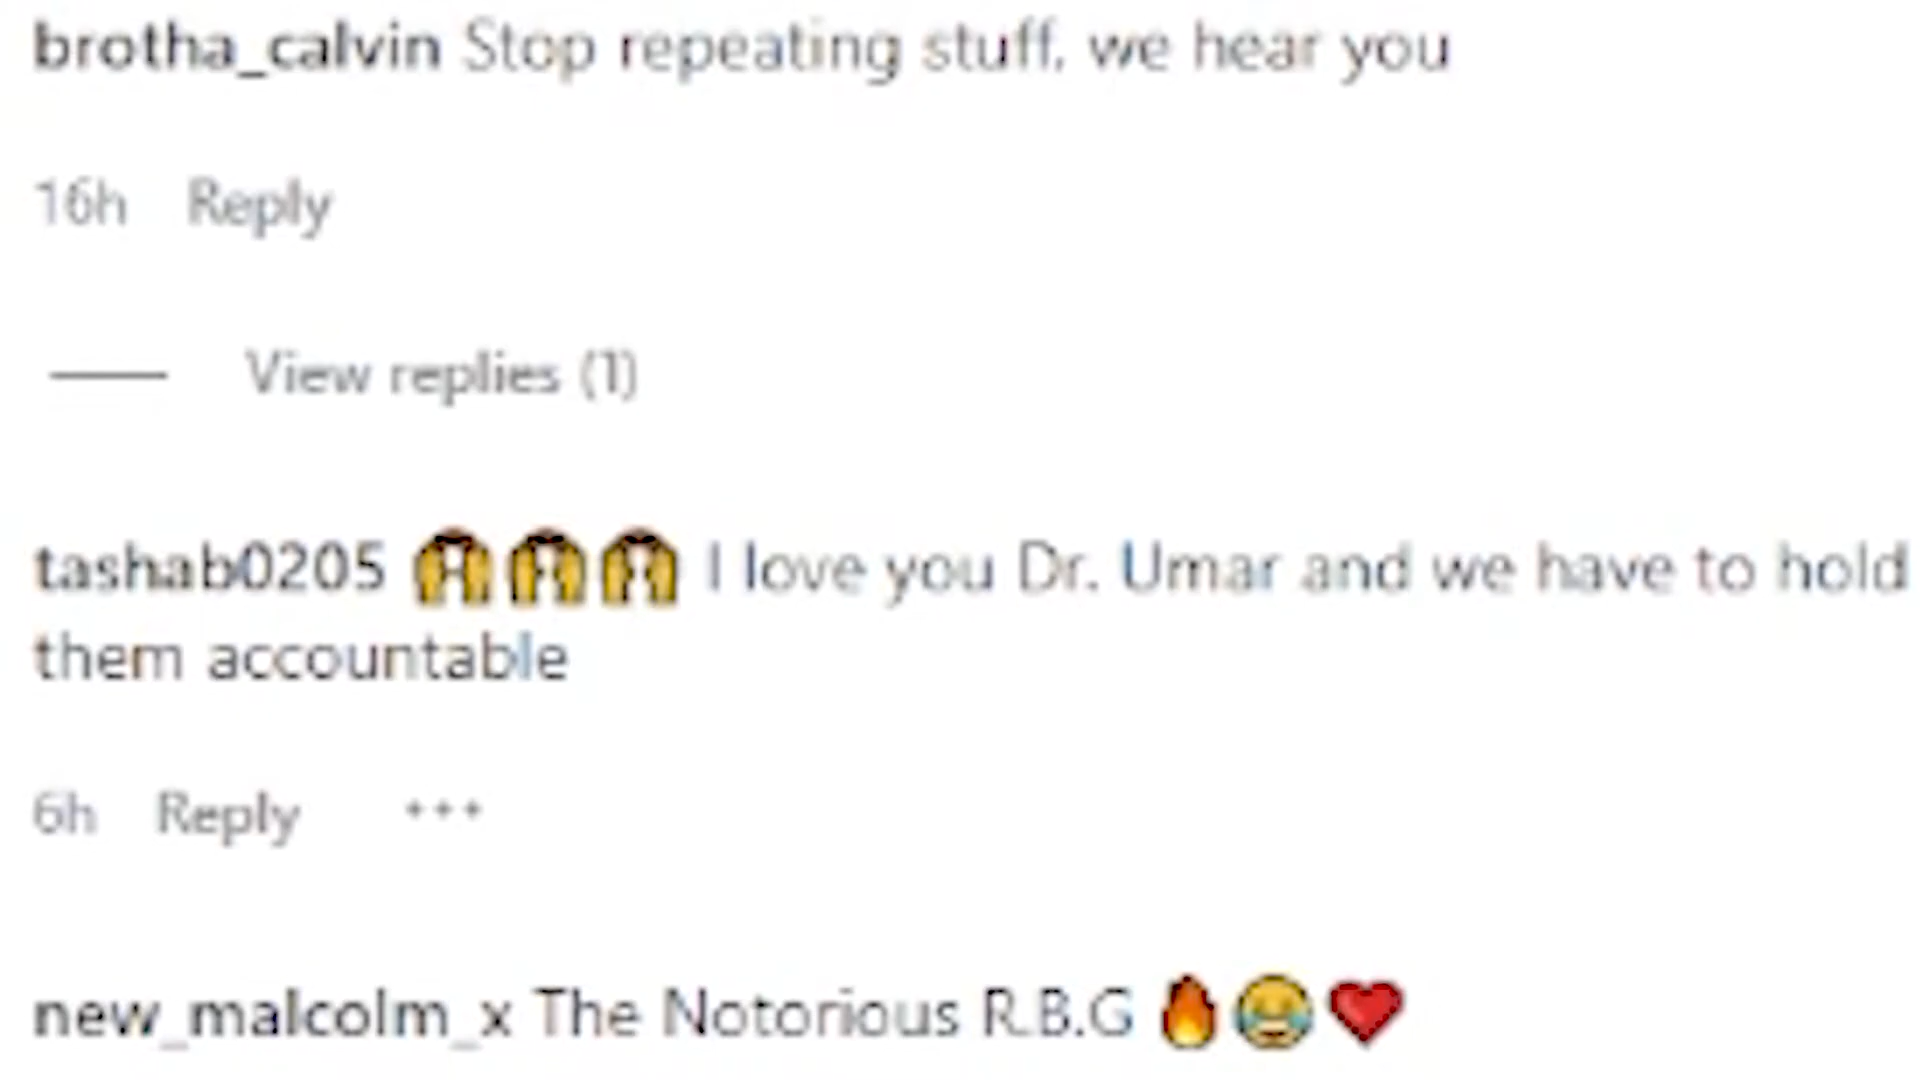 brotha_calvin Stop repeating stuff, we hear you
16h Reply
View replies (1)
tashab0205 🙌🙌🙌 I love you Dr. Umar and we have to hold
them accountable
6h Reply •••
new_malcolm_x The Notorious R.B.G 🔥😂❤️